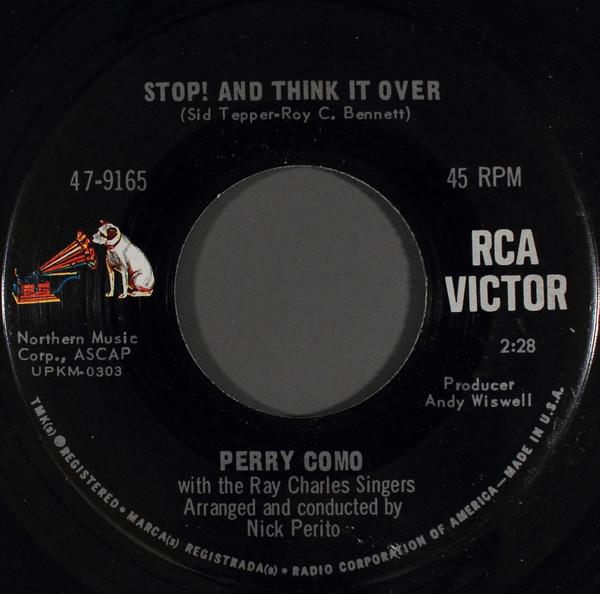 STOP! AND THINK IT OVER
(Sid Tepper-Roy C. Bennett)
47-9165
45 RPM
RCA
VICTOR
Northern Music
Corp., ASCAP
UPKM-0303
2:28
Producer
Andy Wiswell
PERRY COMO
with the Ray Charles Singers
Arranged and conducted by
Nick Perito
TMK(s) ® REGISTERED • MARCA(s) REGISTRADA(s) • RADIO CORPORATION OF AMERICA—MADE IN U.S.A.